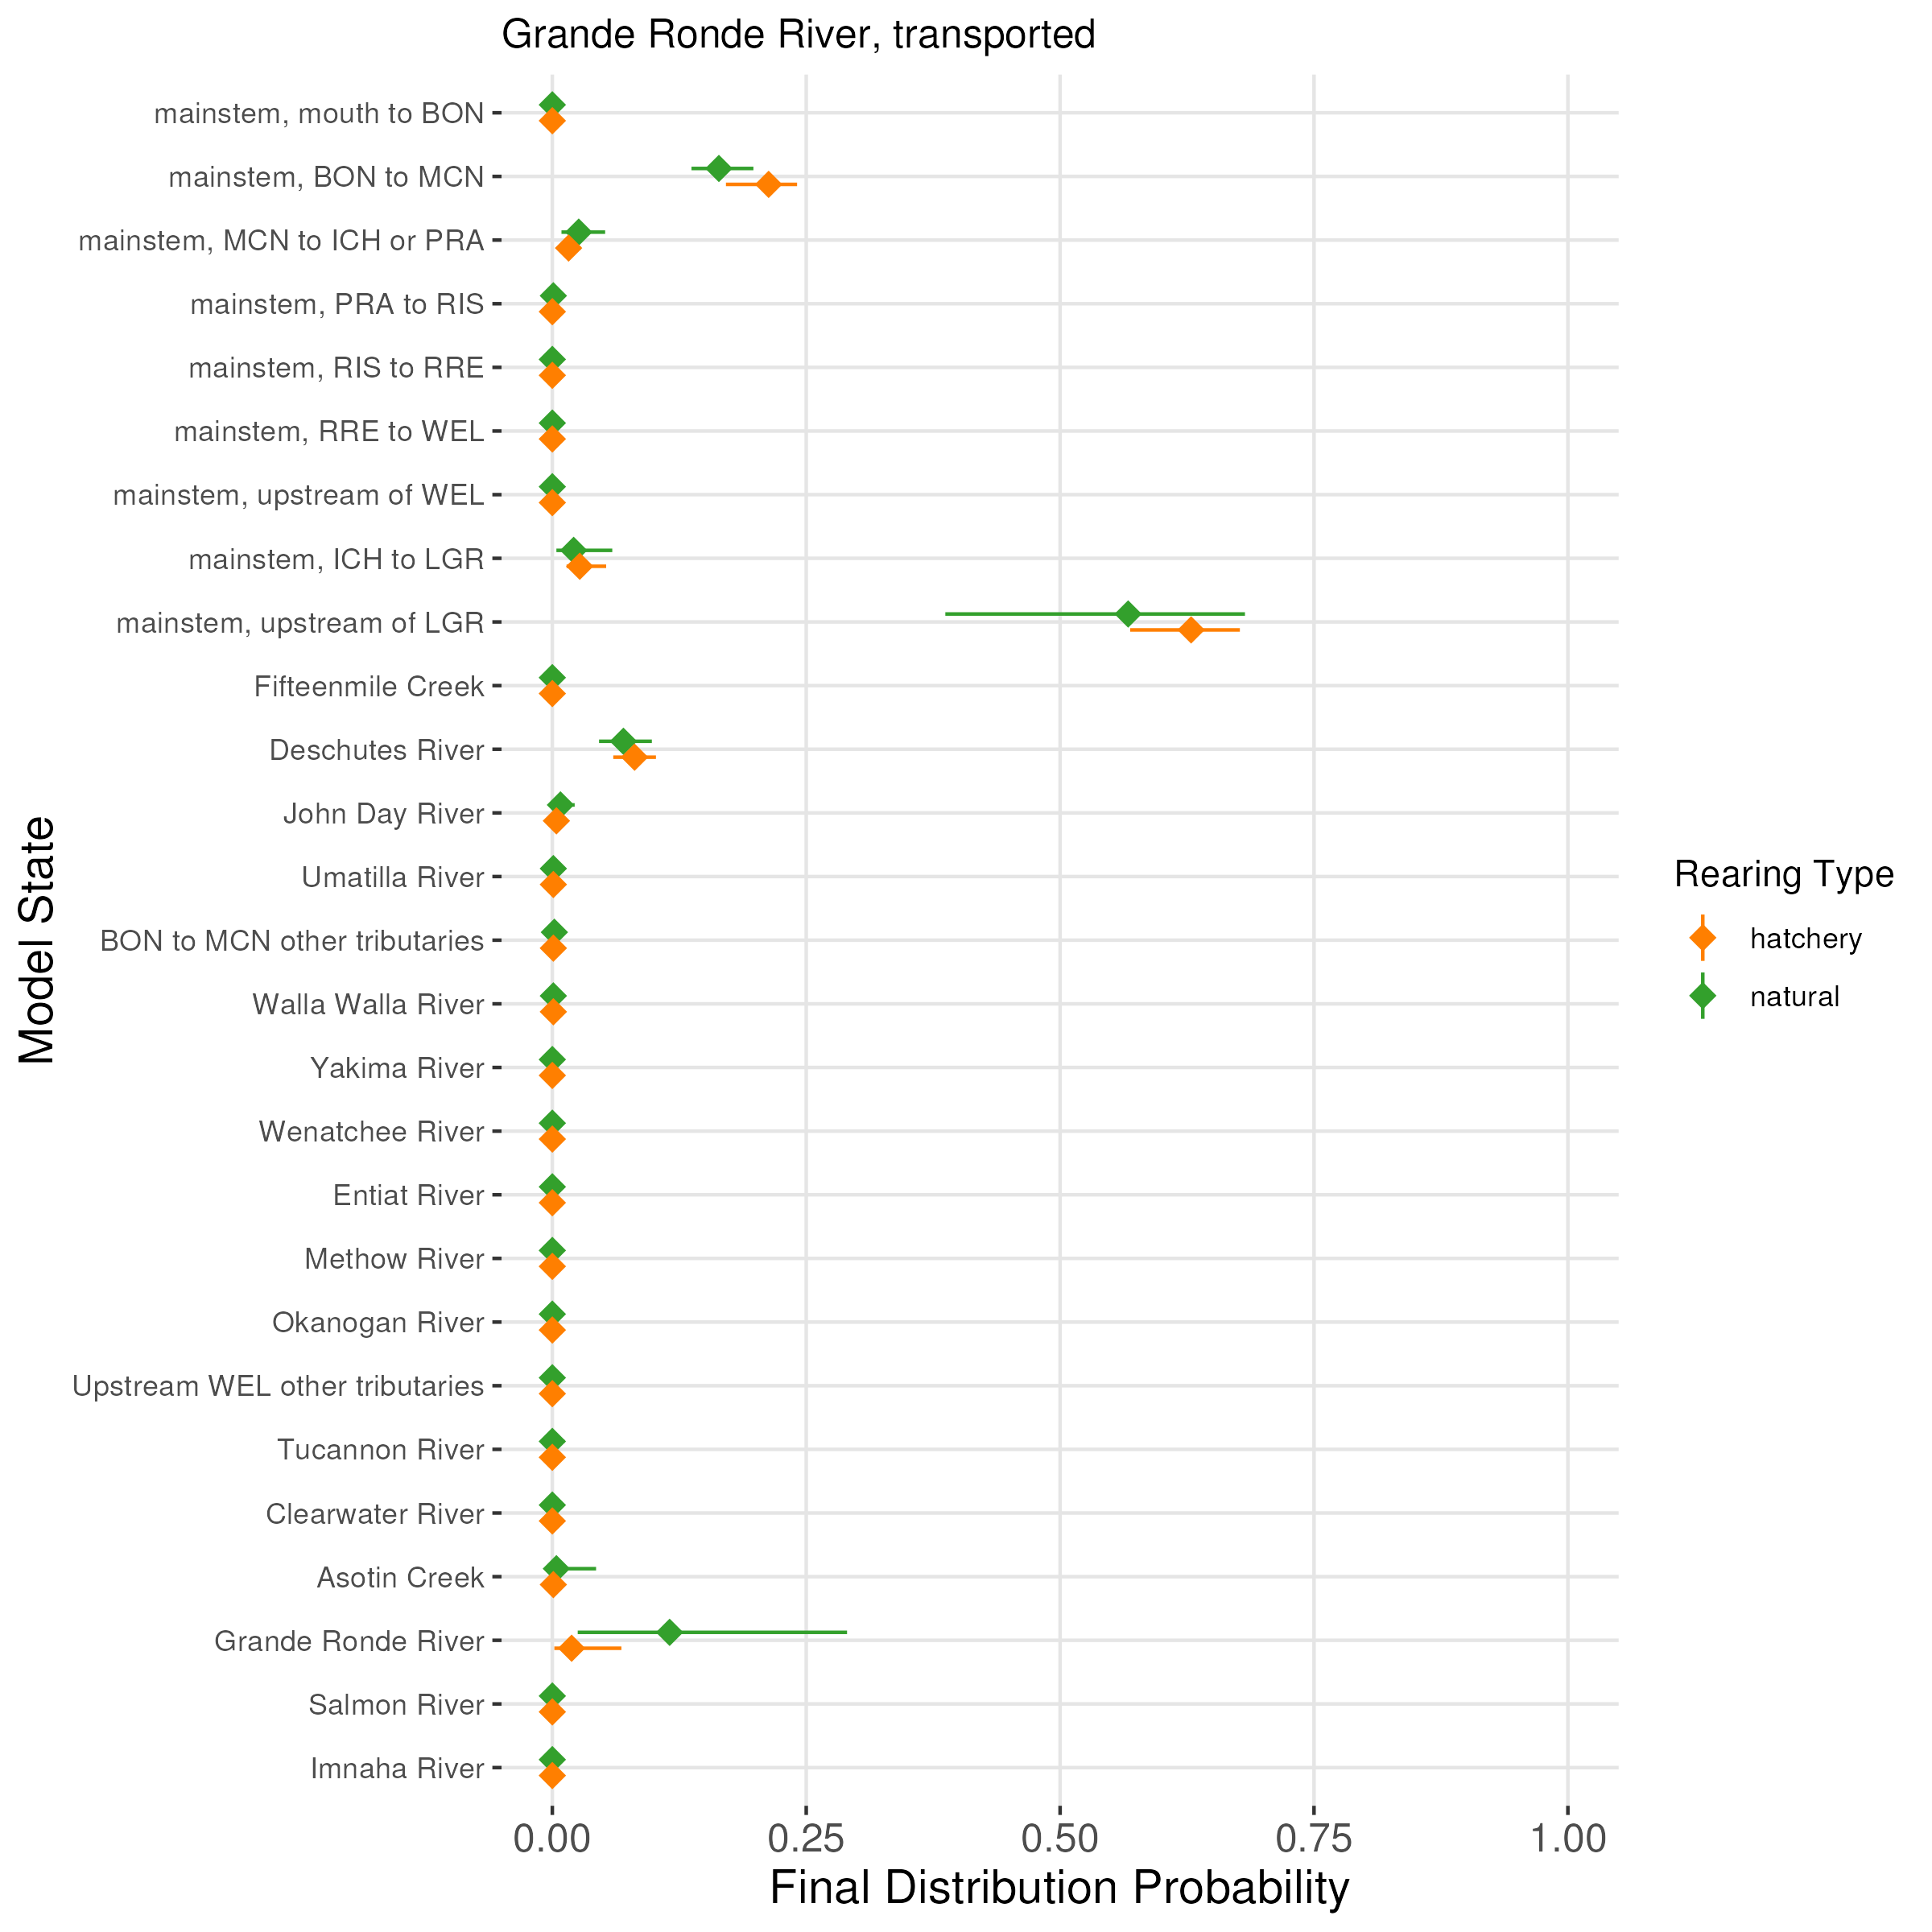 Grande Ronde River, transported
mainstem, mouth to BON
mainstem, BON to MCN
mainstem, MCN to ICH or PRA
mainstem, PRA to RIS
mainstem, RIS to RRE
mainstem, RRE to WEL
mainstem, upstream of WEL
mainstem, ICH to LGR
mainstem, upstream of LGR
Fifteenmile Creek
Deschutes River
John Day River
Umatilla River
BON to MCN other tributaries
Walla Walla River
Yakima River
Wenatchee River
Entiat River
Methow River
Okanogan River
Upstream WEL other tributaries
Tucannon River
Clearwater River
Asotin Creek
Grande Ronde River
Salmon River
Imnaha River
Model State
0.00 0.25 0.50 0.75 1.00
Final Distribution Probability
Rearing Type
hatchery
natural